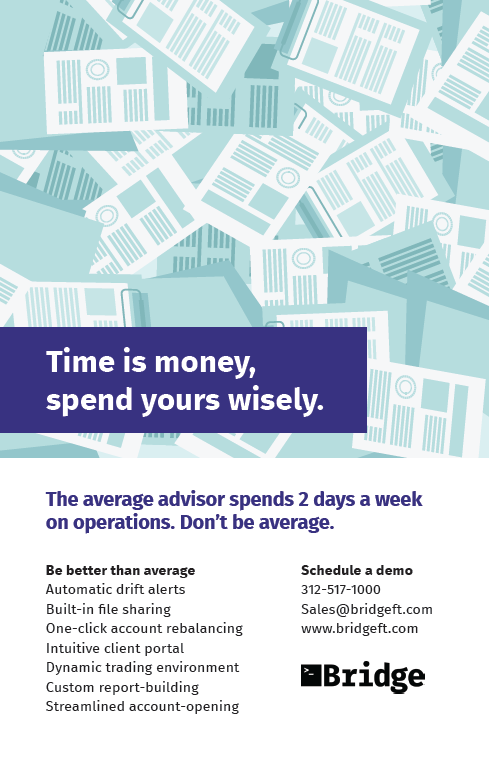 Time is money,
spend yours wisely.
The average advisor spends 2 days a week
on operations. Don’t be average.
Be better than average
Automatic drift alerts
Built-in file sharing
One-click account rebalancing
Intuitive client portal
Dynamic trading environment
Custom report-building
Streamlined account-opening
Schedule a demo
312-517-1000
Sales@bridgeft.com
www.bridgeft.com
>_ Bridge